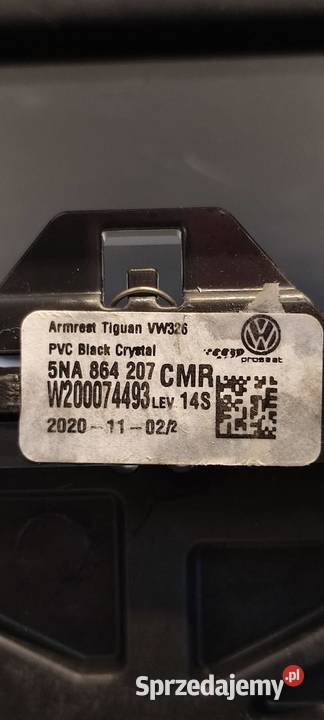 Armrest Tiguan VW326
PVC Black Crystal
proseat
5NA 864 207 CMR
W200074493 LEV. 14S
2020-11-02/2
Sprzedajemy.pl